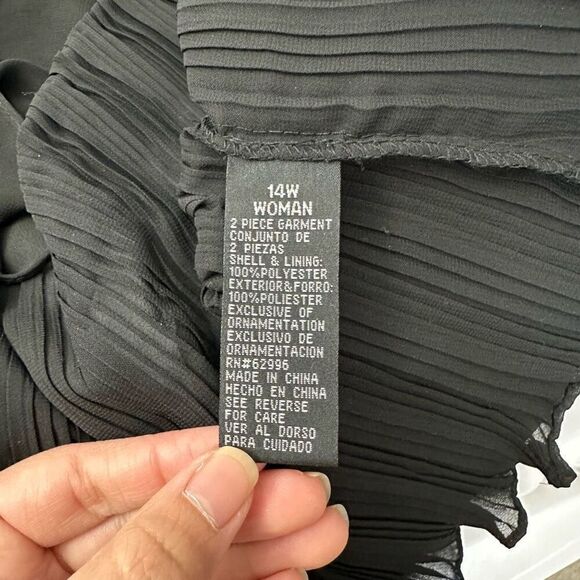 14W
WOMAN
2 PIECE GARMENT
CONJUNTO DE
2 PIEZAS
SHELL & LINING:
100%POLYESTER
EXTERIOR&FORRO:
100%POLIESTER
EXCLUSIVE OF
ORNAMENTATION
EXCLUSIVO DE
ORNAMENTACION
RN#62996
MADE IN CHINA
HECHO EN CHINA
SEE REVERSE
FOR CARE
VER AL DORSO
PARA CUIDADO